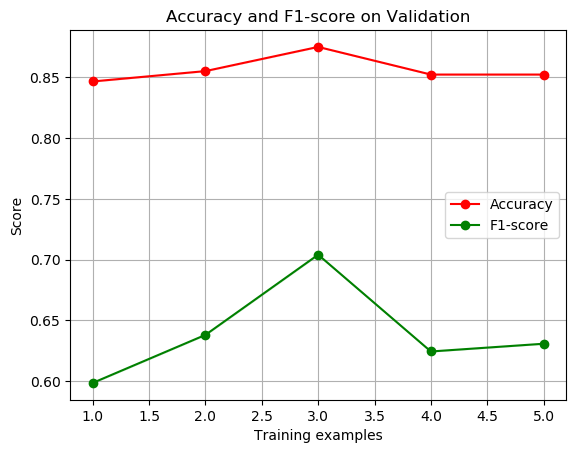 Accuracy and F1-score on Validation
0.85
0.80
0.75
0.70
0.65
0.60
Score
Accuracy
F1-score
1.0 1.5 2.0 2.5 3.0 3.5 4.0 4.5 5.0
Training examples